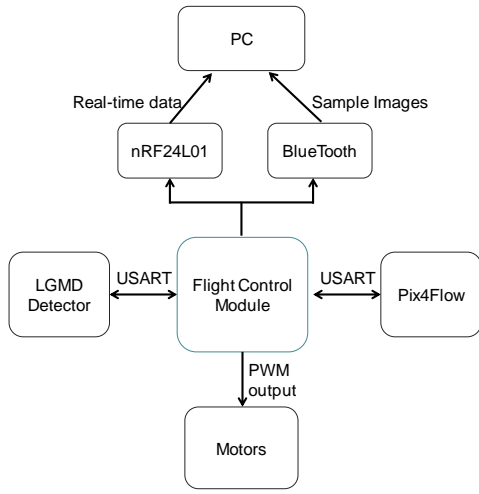 PC
Real-time data
Sample Images
nRF24L01
BlueTooth
LGMD
Detector
USART
Flight Control
Module
USART
Pix4Flow
PWM
output
Motors